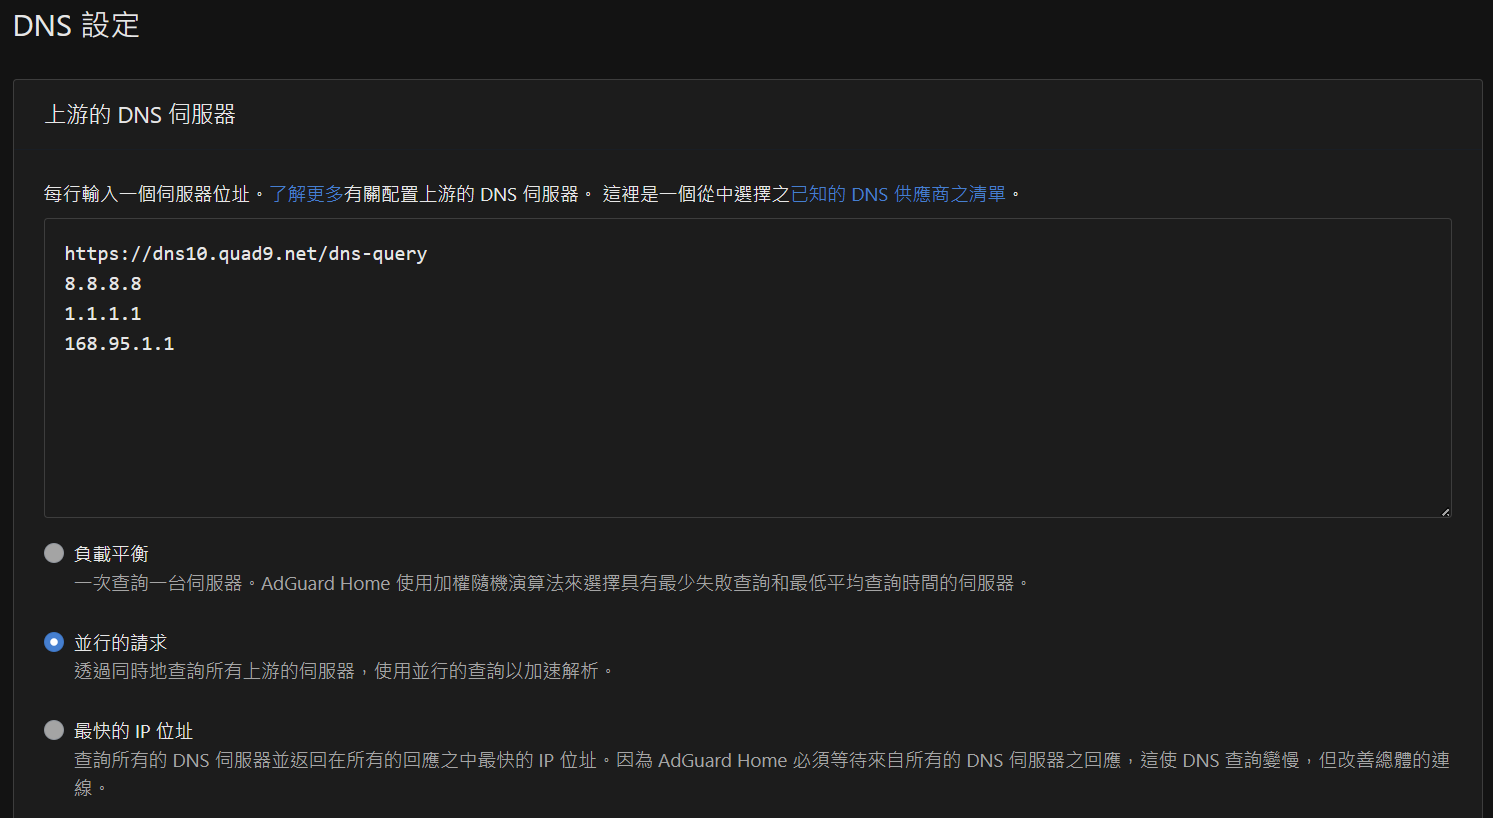 DNS 設定
上游的 DNS 伺服器
每行輸入一個伺服器位址。了解更多有關配置上游的 DNS 伺服器。 這裡是一個從中選擇之已知的 DNS 供應商之清單。
https://dns10.quad9.net/dns-query
8.8.8.8
1.1.1.1
168.95.1.1
負載平衡
一次查詢一台伺服器。AdGuard Home 使用加權隨機演算法來選擇具有最少失敗查詢和最低平均查詢時間的伺服器。
並行的請求
透過同時地查詢所有上游的伺服器，使用並行的查詢以加速解析。
最快的 IP 位址
查詢所有的 DNS 伺服器並返回在所有的回應之中最快的 IP 位址。因為 AdGuard Home 必須等待來自所有的 DNS 伺服器之回應，這使 DNS 查詢變慢，但改善總體的連
線。